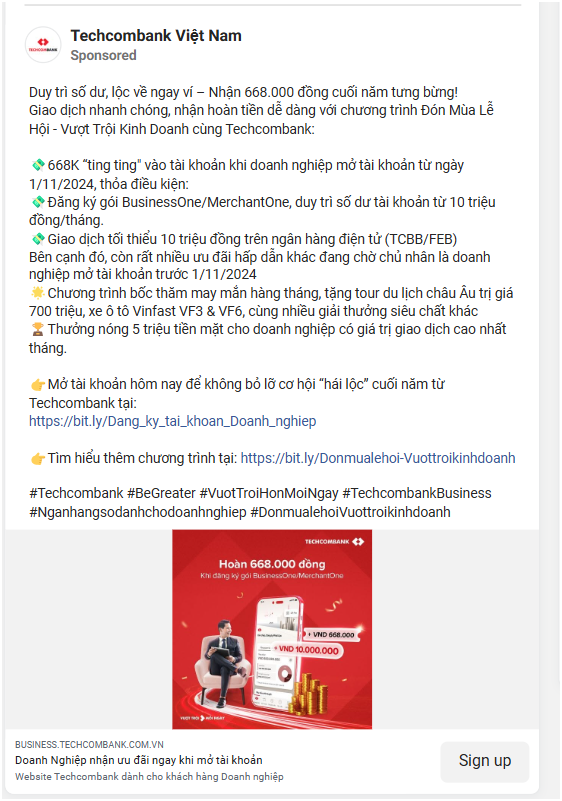 Techcombank Việt Nam
Sponsored
TECHCOMBANK
Duy trì số dư, lộc về ngay ví – Nhận 668.000 đồng cuối năm tưng bừng!
Giao dịch nhanh chóng, nhận hoàn tiền dễ dàng với chương trình Đón Mùa Lễ
Hội - Vượt Trội Kinh Doanh cùng Techcombank:
💸668K “ting ting" vào tài khoản khi doanh nghiệp mở tài khoản từ ngày
1/11/2024, thỏa điều kiện:
💸Đăng ký gói BusinessOne/MerchantOne, duy trì số dư tài khoản từ 10 triệu
đồng/tháng.
💸Giao dịch tối thiểu 10 triệu đồng trên ngân hàng điện tử (TCBB/FEB)
Bên cạnh đó, còn rất nhiều ưu đãi hấp dẫn khác đang chờ chủ nhân là doanh
nghiệp mở tài khoản trước 1/11/2024
🌟Chương trình bốc thăm may mắn hàng tháng, tặng tour du lịch châu Âu trị giá
700 triệu, xe ô tô Vinfast VF3 & VF6, cùng nhiều giải thưởng siêu chất khác
🏆Thưởng nóng 5 triệu tiền mặt cho doanh nghiệp có giá trị giao dịch cao nhất
tháng.
👉Mở tài khoản hôm nay để không bỏ lỡ cơ hội “hái lộc” cuối năm từ
Techcombank tại:
https://bit.ly/Dang_ky_tai_khoan_Doanh_nghiep
👉Tìm hiểu thêm chương trình tại: https://bit.ly/Donmualehoi-Vuottroikinhdoanh
#Techcombank #BeGreater #VuotTroiHonMoiNgay #TechcombankBusiness
#Nganhangsodanhchodoanhnghiep #DonmualehoiVuottroikinhdoanh
TECHCOMBANK
Hoàn 668.000 đồng
Khi đăng ký gói BusinessOne/MerchantOne
+ VND 668.000
+ VND 10.000.000
VƯỢT TRỘI HƠN MỖI NGÀY
BUSINESS.TECHCOMBANK.COM.VN
Doanh Nghiệp nhận ưu đãi ngay khi mở tài khoản
Website Techcombank dành cho khách hàng Doanh nghiệp
Sign up